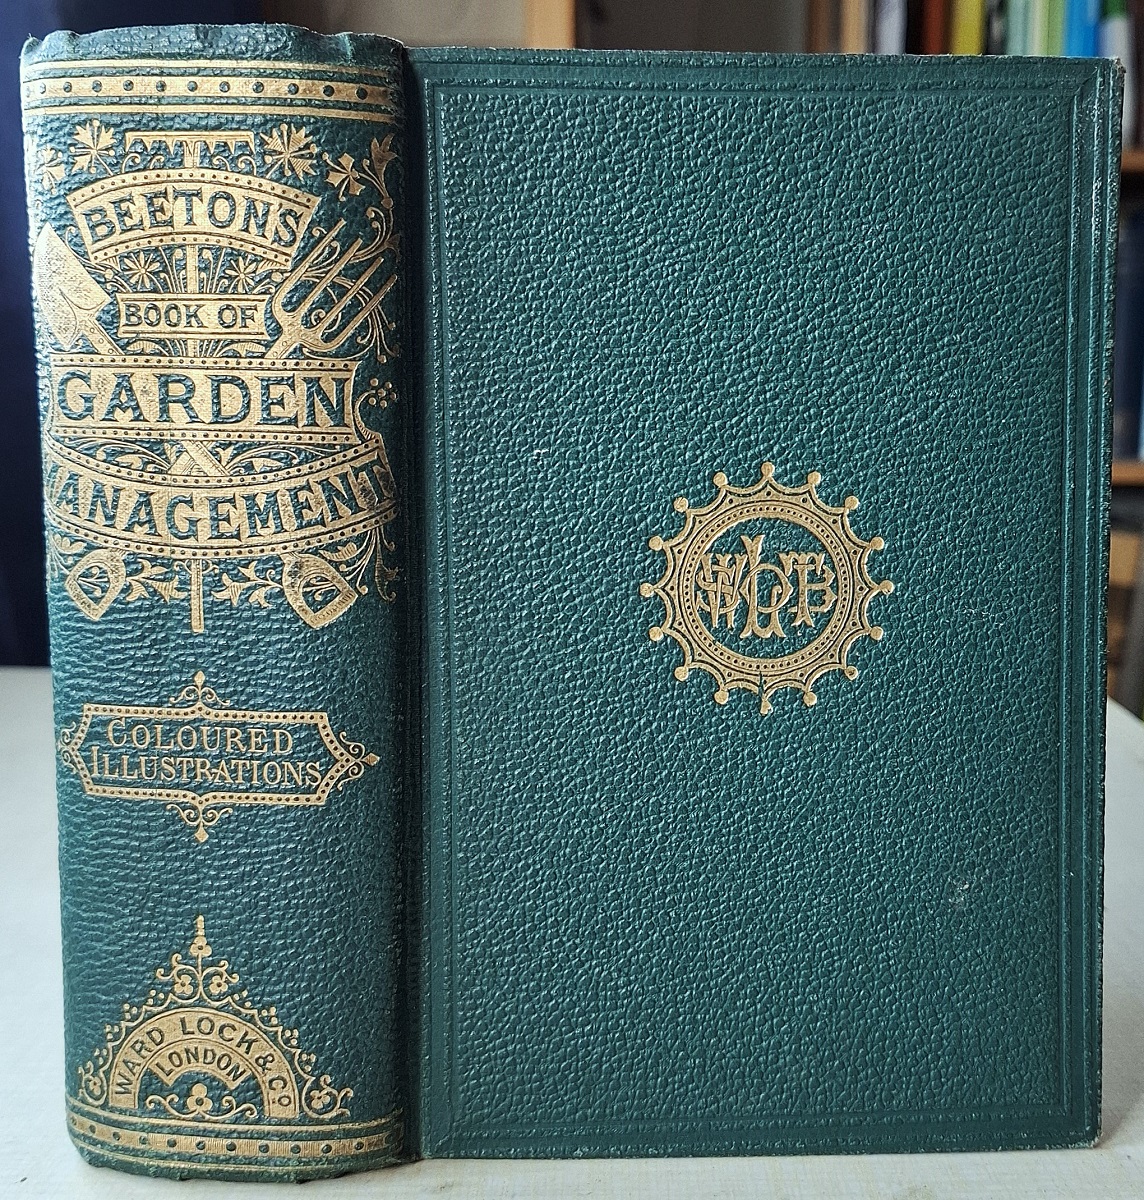 BEETONS
BOOK OF
GARDEN
MANAGEMENT
COLOURED
ILLUSTRATIONS
WARD LOCK & Cº
LONDON